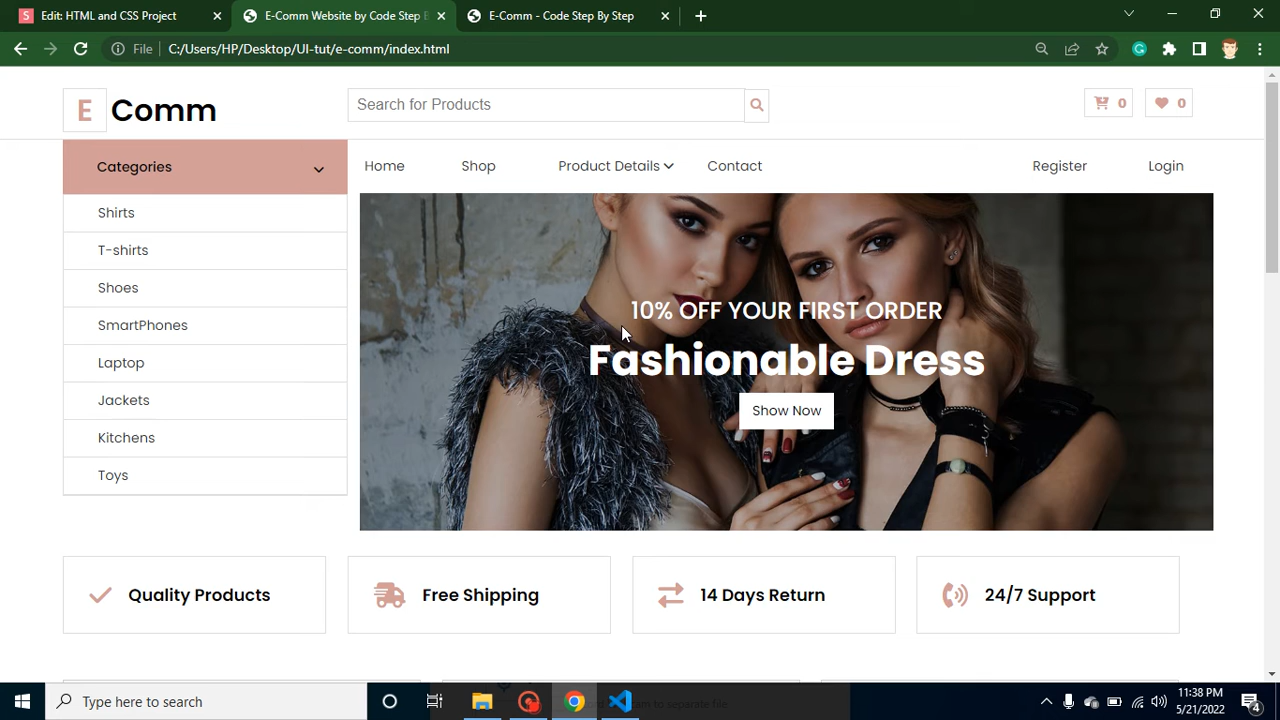 Edit: HTML and CSS Project
E-Comm Website by Code Step B
E-Comm - Code Step By Step
File
C:/Users/HP/Desktop/UI-tut/e-comm/index.html
E Comm
Search for Products
0
0
Categories
Home
Shop
Product Details
Contact
Register
Login
Shirts
T-shirts
Shoes
SmartPhones
Laptop
Jackets
Kitchens
Toys
10% OFF YOUR FIRST ORDER
Fashionable Dress
Show Now
Quality Products
Free Shipping
14 Days Return
24/7 Support
Type here to search
11:38 PM
5/21/2022
4